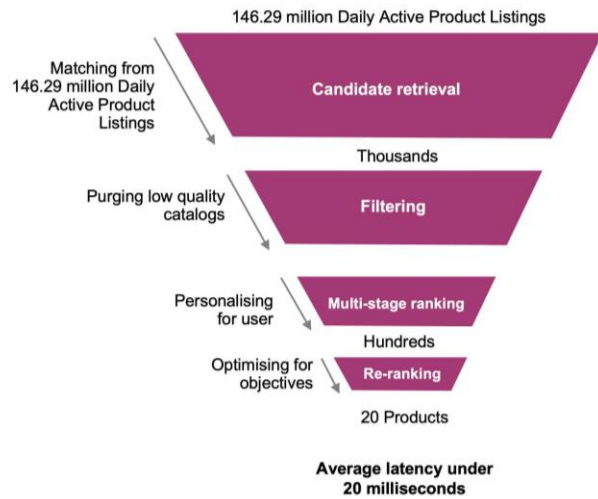 146.29 million Daily Active Product Listings
Matching from
146.29 million Daily
Active Product
Listings
Candidate retrieval
Thousands
Purging low quality
catalogs
Filtering
Personalising
for user
Multi-stage ranking
Hundreds
Optimising for
objectives
Re-ranking
20 Products
Average latency under
20 milliseconds